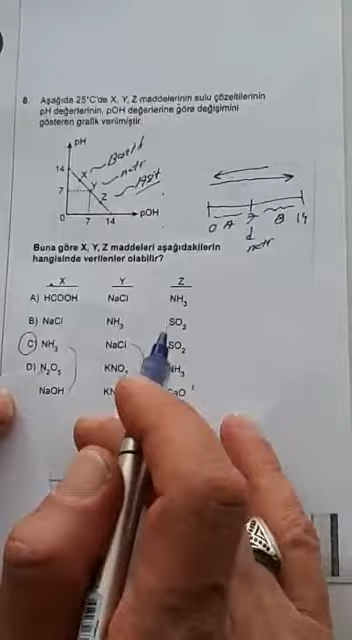 8. Aşağıda 25°C'de X, Y, Z maddelerinin sulu çözeltilerinin
pH değerlerinin, pOH değerlerine göre değişimini
gösteren grafik verilmiştir.
pH
14
X Bazik
7
Y nötr
Z Asit
0 7 14 pOH
0 A 7 B 14
nötr
Buna göre X, Y, Z maddeleri aşağıdakilerin
hangisinde verilenler olabilir?
X Y Z
A) HCOOH NaCl NH3
B) NaCl NH3 SO2
C) NH3 NaCl SO2
D) N2O5 KNO3 NH3
NaOH